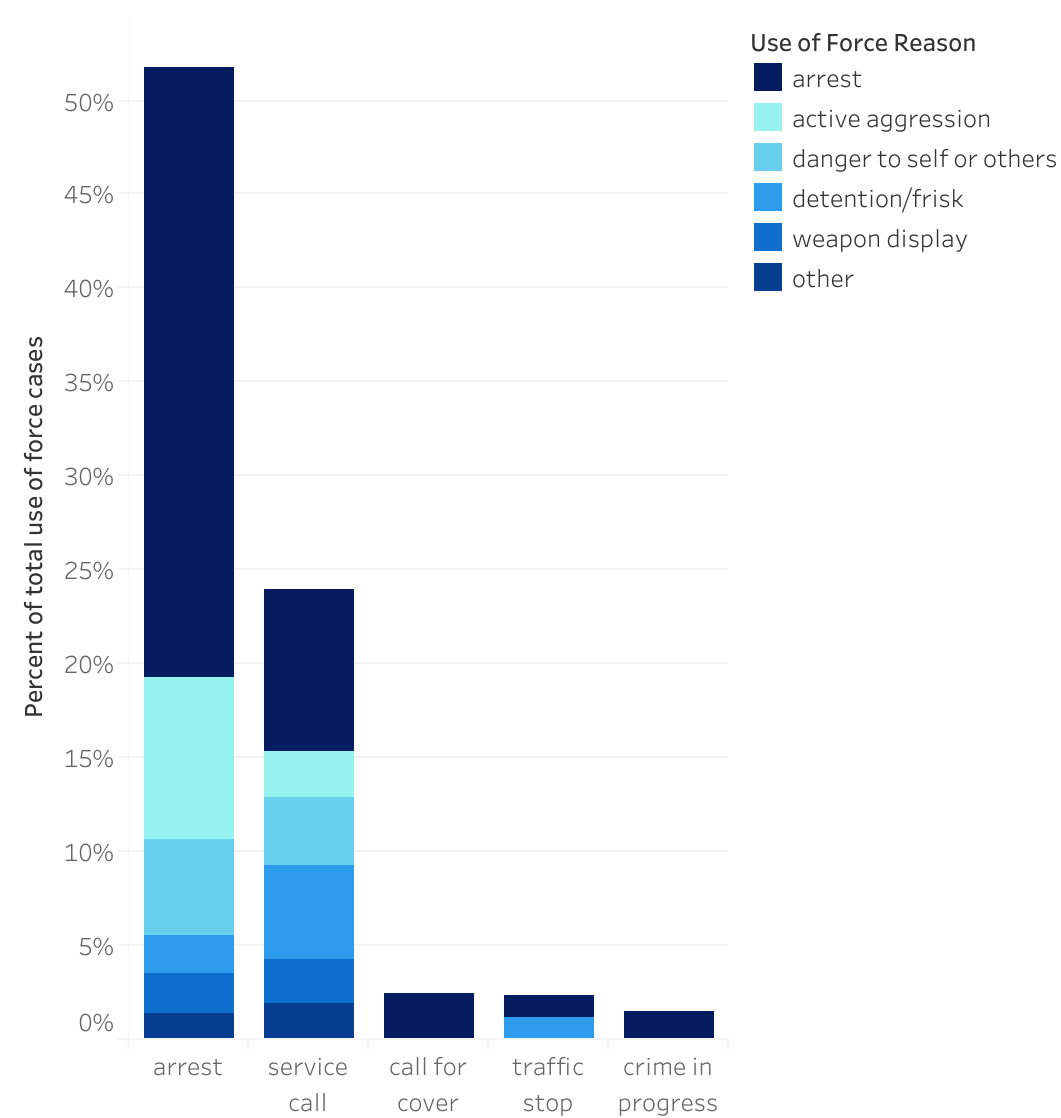 Use of Force Reason
arrest
active aggression
danger to self or others
detention/frisk
weapon display
other
Percent of total use of force cases
50%
45%
40%
35%
30%
25%
20%
15%
10%
5%
0%
arrest
service
call
call for
cover
traffic
stop
crime in
progress